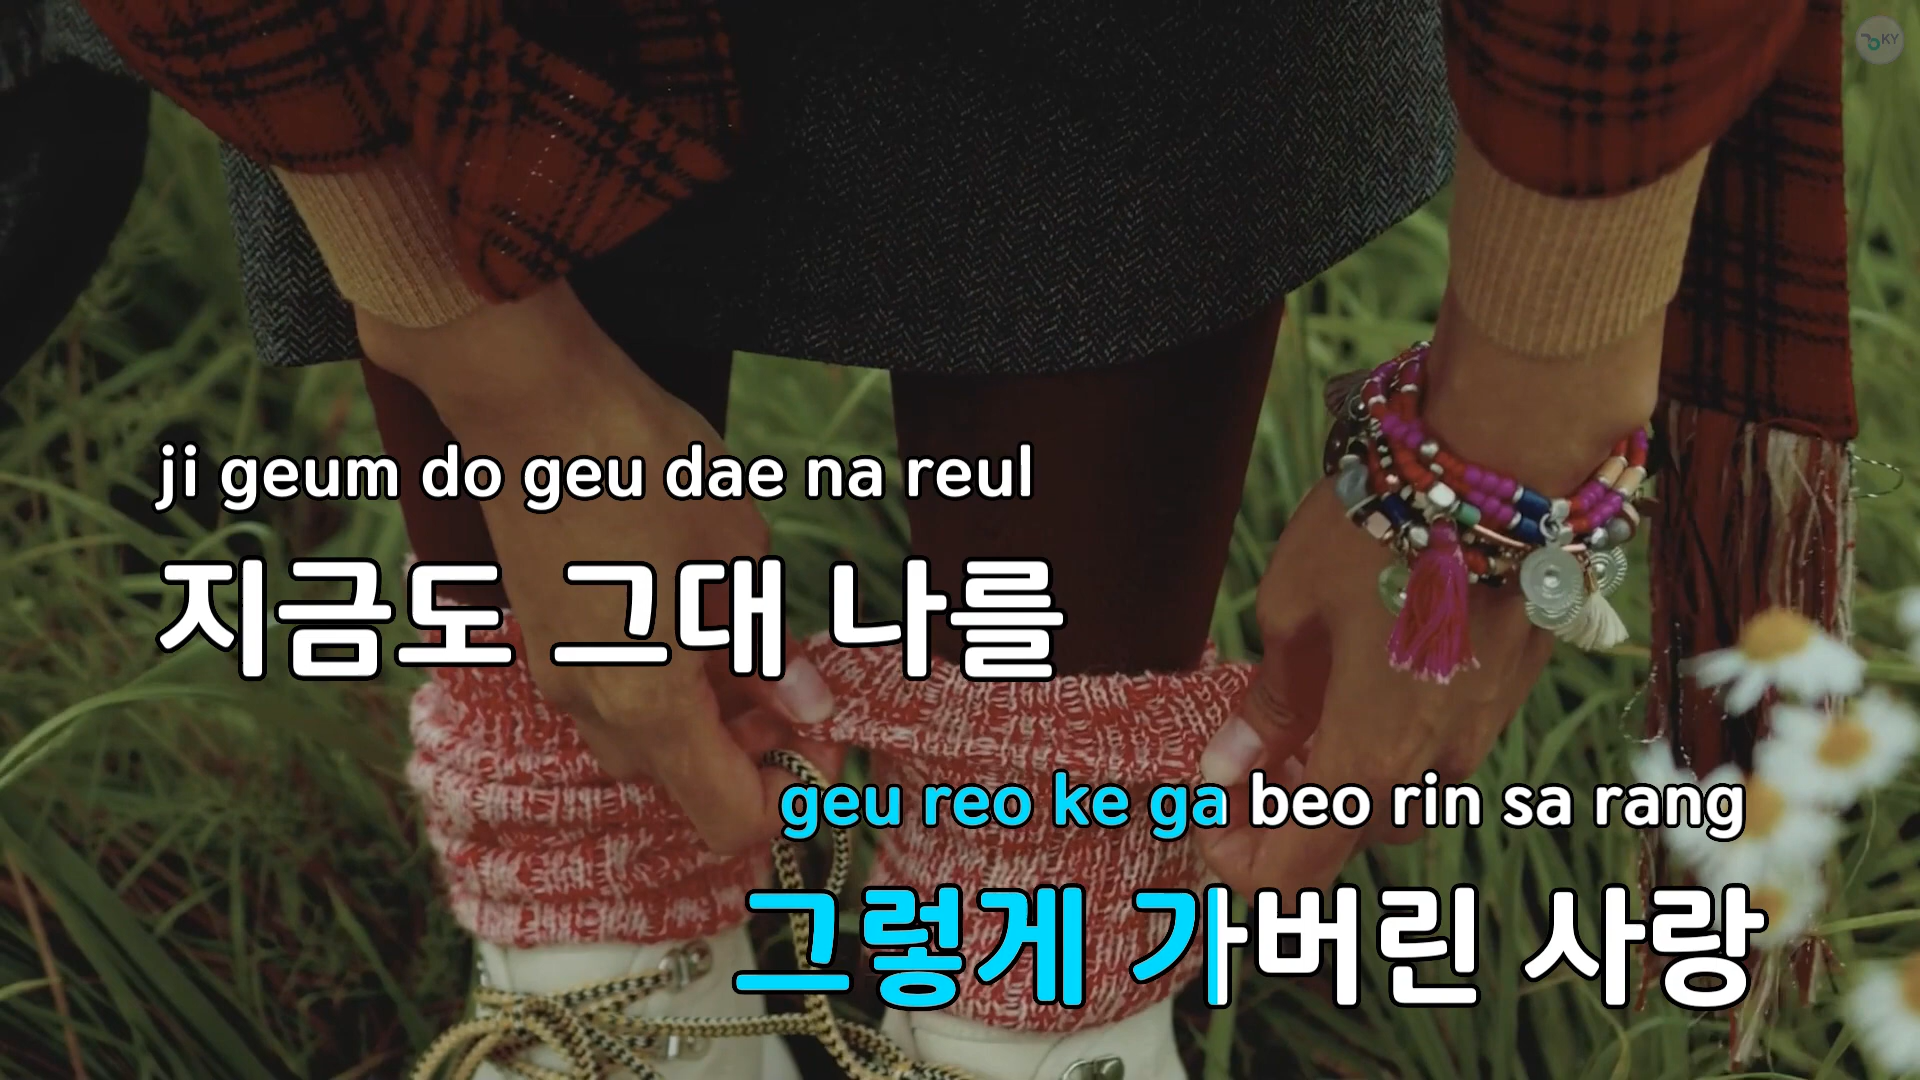 KY
ji geum do geu dae na reul
지금도 그대 나를
geu reo ke ga beo rin sa rang
그렇게 가버린 사랑